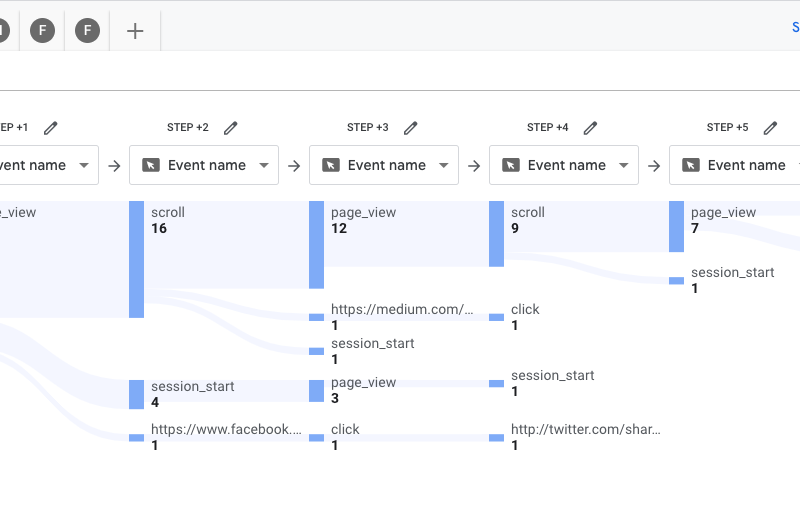 F
F
S
EP +1
STEP +2
STEP +3
STEP +4
STEP +5
vent name
Event name
Event name
Event name
Event name
e_view
scroll
16
page_view
12
scroll
9
page_view
7
session_start
1
https://medium.com/...
1
click
1
session_start
1
session_start
4
page_view
3
session_start
1
https://www.facebook....
1
click
1
http://twitter.com/shar...
1